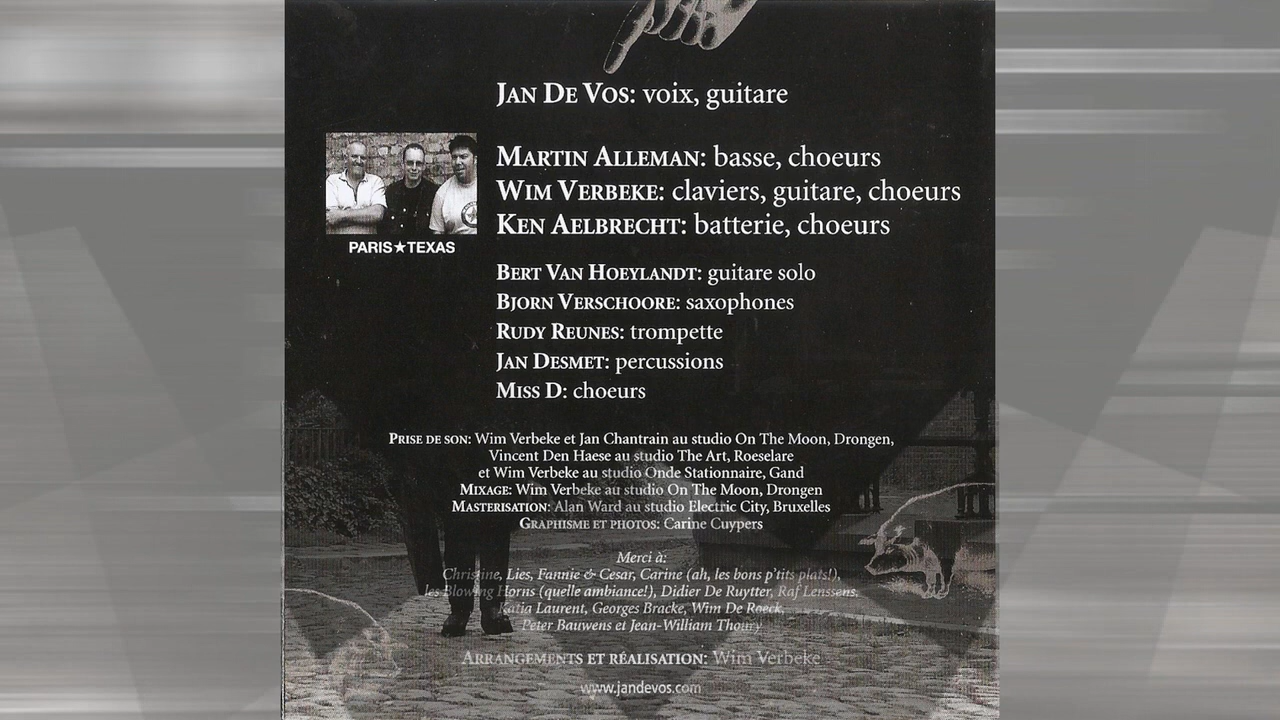 JAN DE VOS: voix, guitare
MARTIN ALLEMAN: basse, choeurs
WIM VERBEKE: claviers, guitare, choeurs
KEN AELBRECHT: batterie, choeurs
PARIS★TEXAS
BERT VAN HOEYLANDT: guitare solo
BJORN VERSCHOORE: saxophones
RUDY REUNES: trompette
JAN DESMET: percussions
MISS D: choeurs
PRISE DE SON: Wim Verbeke et Jan Chantrain au studio On The Moon, Drongen,
Vincent Den Haese au studio The Art, Roeselare
et Wim Verbeke au studio Onde Stationnaire, Gand
MIXAGE: Wim Verbeke au studio On The Moon, Drongen
MASTERISATION: Alan Ward au studio Electric City, Bruxelles
GRAPHISME ET PHOTOS: Carine Cuypers
Merci à:
Christine, Lies, Fannie & Cesar, Carine (ah, les bons p'tits plats!),
les Blowing Horns (quelle ambiance!), Didier De Ruytter, Raf Lenssens,
Katia Laurent, Georges Bracke, Wim De Roeck,
Peter Bauwens et Jean-William Thoury
ARRANGEMENTS ET RÉALISATION: Wim Verbeke
www.jandevos.com